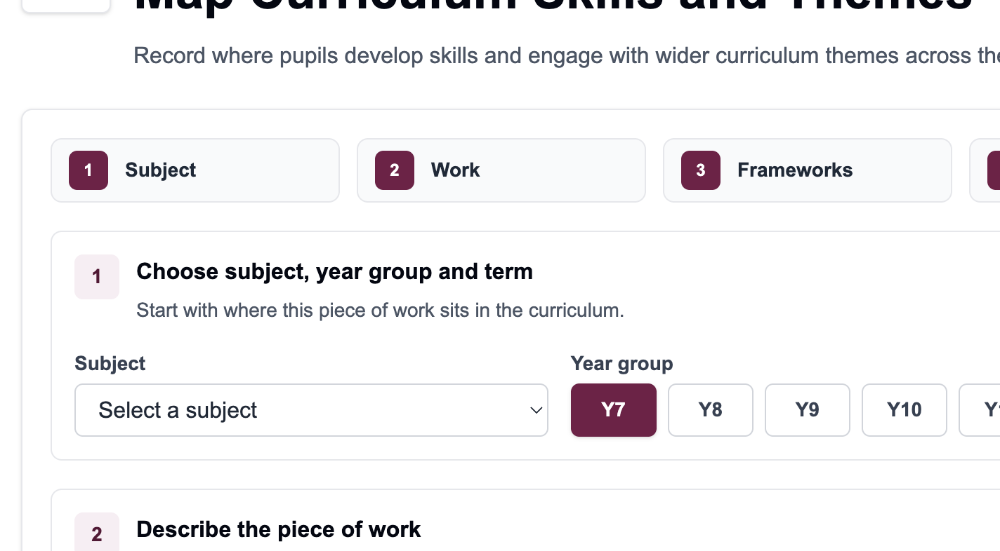 Map Curriculum Skills and Themes
Record where pupils develop skills and engage with wider curriculum themes across the
1 Subject
2 Work
3 Frameworks
1 Choose subject, year group and term
Start with where this piece of work sits in the curriculum.
Subject
Year group
Select a subject
Y7 Y8 Y9 Y10
2 Describe the piece of work